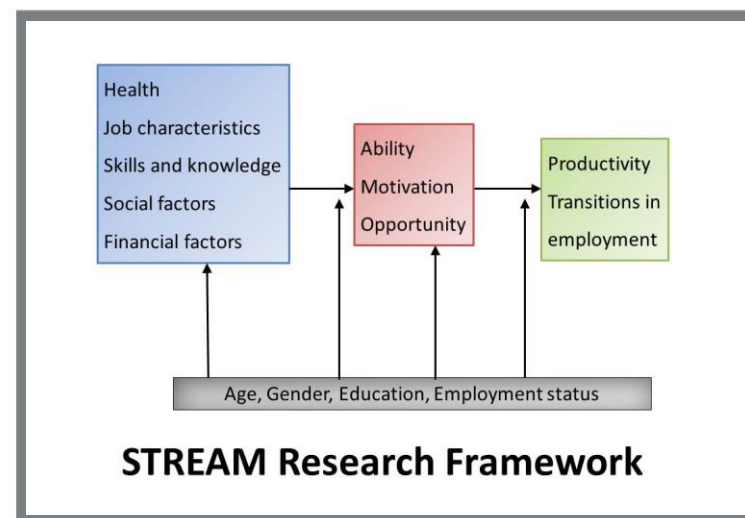 Health
Job characteristics
Skills and knowledge
Social factors
Financial factors
Ability
Motivation
Opportunity
Productivity
Transitions in
employment
Age, Gender, Education, Employment status
STREAM Research Framework